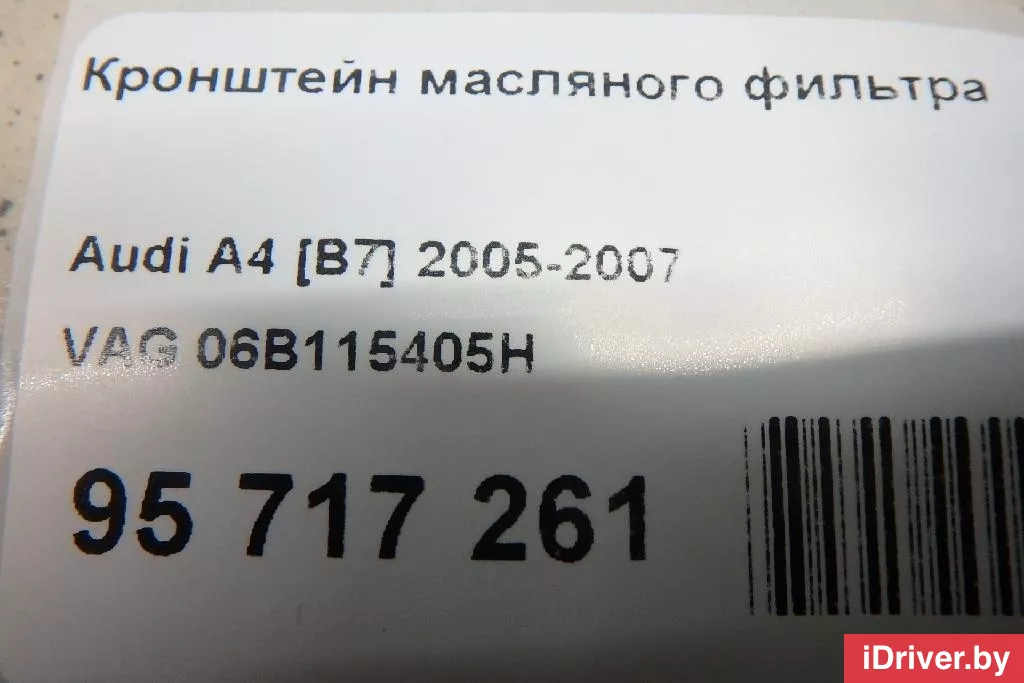 Кронштейн масляного фильтра
Audi A4 [B7] 2005-2007
VAG 06B115405H
95 717 261
iDriver.by